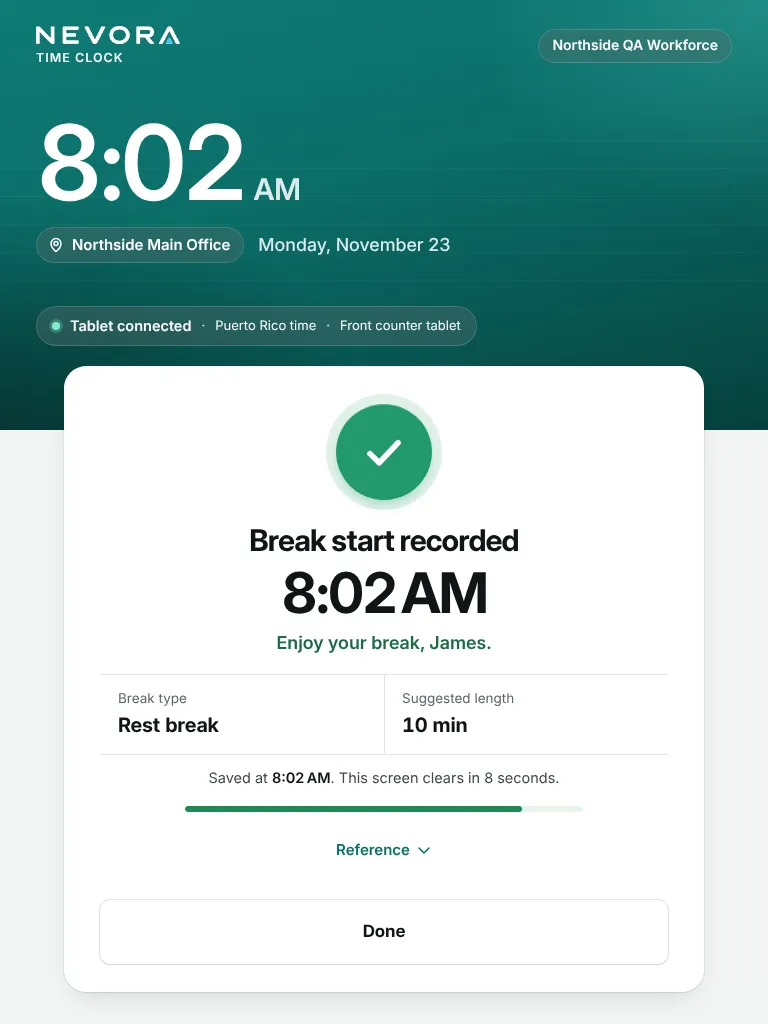 NEVORA
TIME CLOCK
Northside QA Workforce
8:02 AM
Northside Main Office
Monday, November 23
Tablet connected · Puerto Rico time · Front counter tablet
Break start recorded
8:02 AM
Enjoy your break, James.
Break type
Rest break
Suggested length
10 min
Saved at 8:02 AM. This screen clears in 8 seconds.
Reference
Done